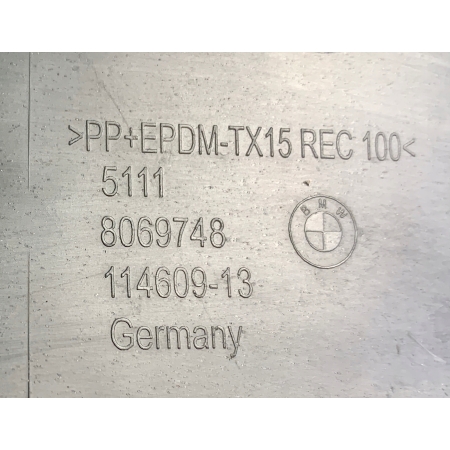 >PP+EPDM-TX15 REC 100<
5111
8069748
BMW
114609-13
Germany